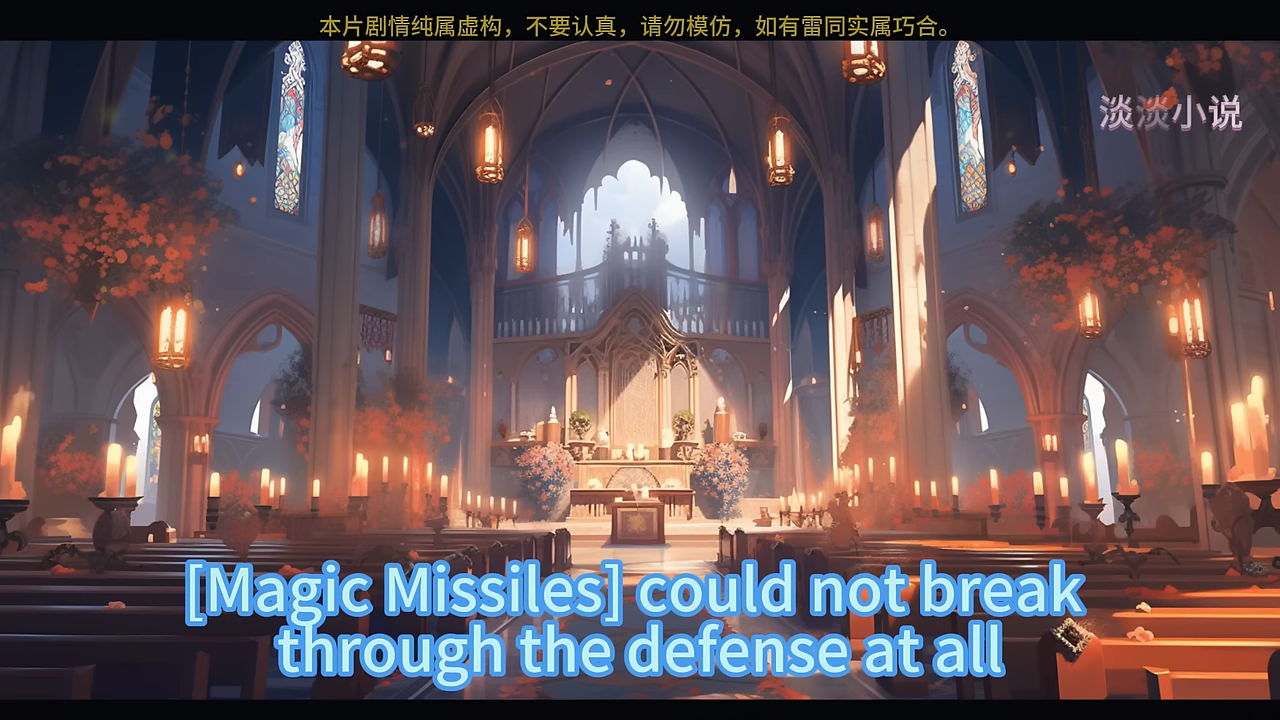 本片剧情纯属虚构，不要认真，请勿模仿，如有雷同实属巧合。
淡淡小说
[Magic Missiles] could not break
through the defense at all